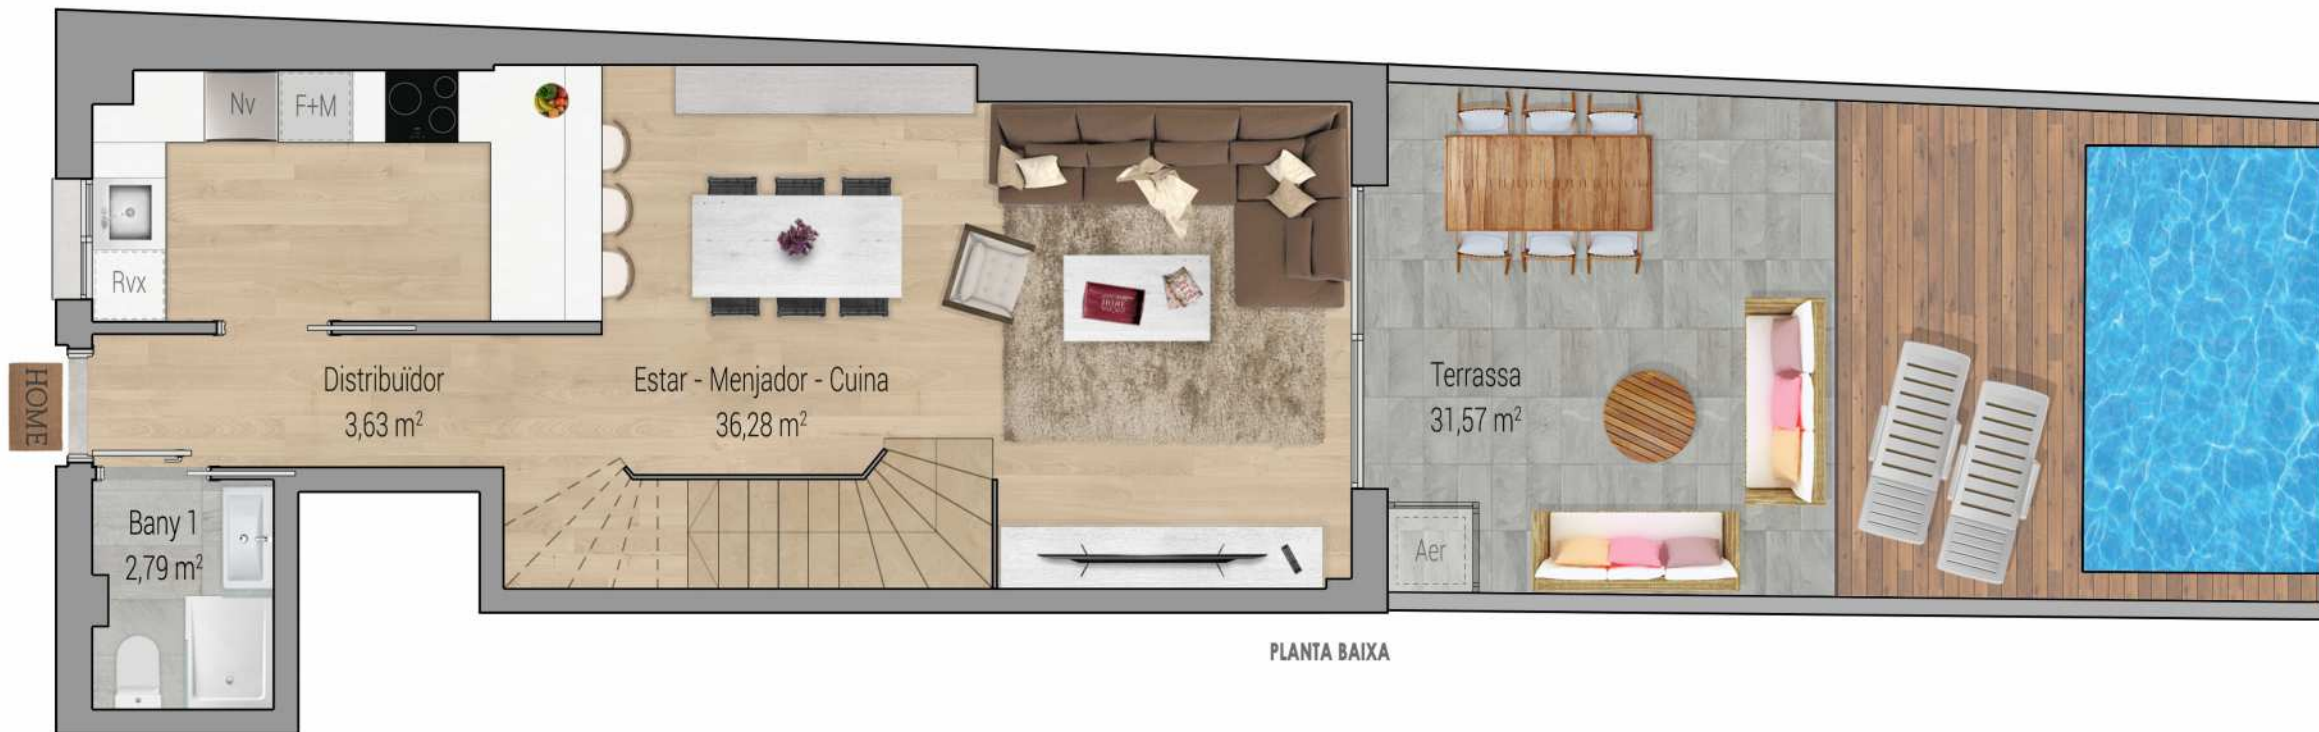 Nv
F+M
Rvx
HOME
Distribuïdor
3,63 m²
Estar - Menjador - Cuina
36,28 m²
Terrassa
31,57 m²
Bany 1
2,79 m²
Aer
PLANTA BAIXA